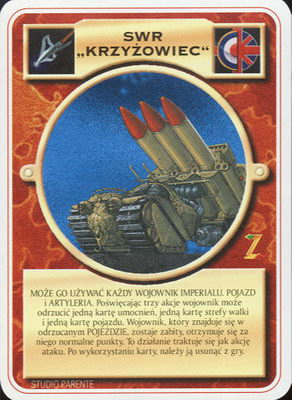 SWR
„KRZYŻOWIEC“
MOŻE GO UŻYWAĆ KAŻDY WOJOWNIK IMPERIALU. POJAZD
I ARTYLERIA. Poświęcając trzy akcje wojownik może
odrzucić jedną kartę umocnień, jedną kartę strefy walki
i jedną kartę pojazdu. Wojownik, który znajduje się w
odrzucanym POJEŹDZIE, zostaje zabity, otrzymuje się za
niego normalne punkty. To działanie traktuje się jak akcję
ataku. Po wykorzystaniu karty, należy ją usunąć z gry.
STUDIO PARENTE